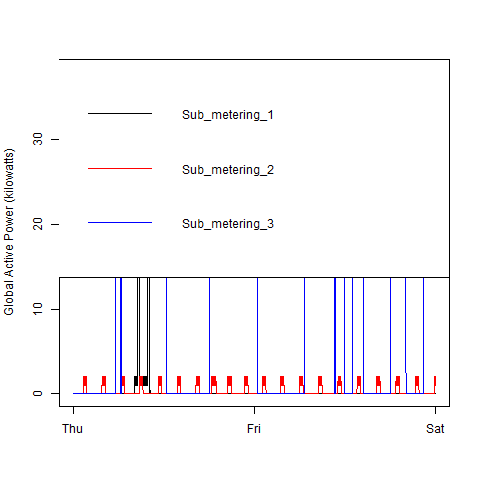 Sub_metering_1
Sub_metering_2
Sub_metering_3
Global Active Power (kilowatts)
30
20
10
0
Thu Fri Sat